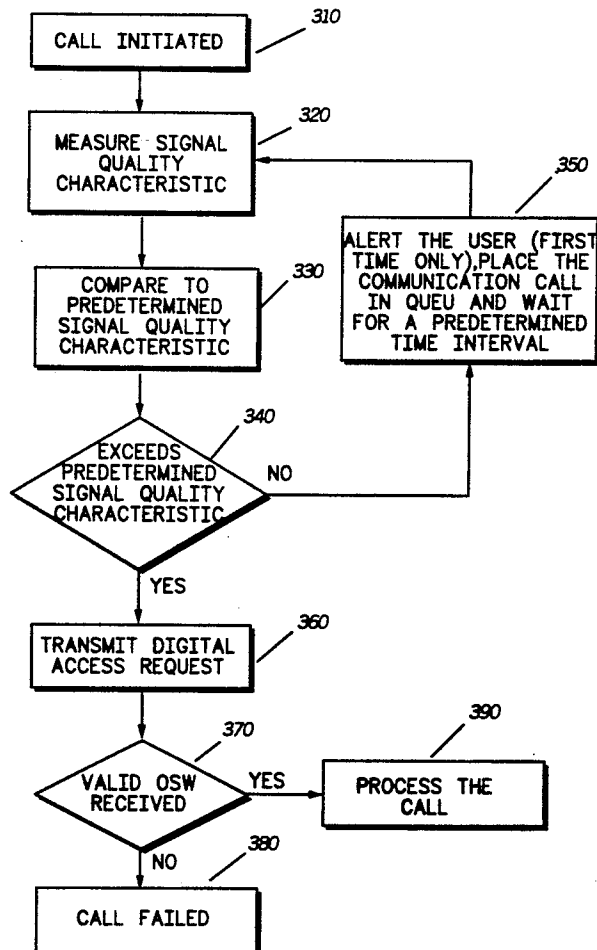 310
CALL INITIATED
320
MEASURE SIGNAL
QUALITY
CHARACTERISTIC
350
ALERT THE USER (FIRST
TIME ONLY),PLACE THE
COMMUNICATION CALL
IN QUEU AND WAIT
FOR A PREDETERMINED
TIME INTERVAL
330
COMPARE TO
PREDETERMINED
SIGNAL QUALITY
CHARACTERISTIC
340
EXCEEDS
PREDETERMINED
SIGNAL QUALITY
CHARACTERISTIC
NO
YES
360
TRANSMIT DIGITAL
ACCESS REQUEST
370
VALID OSW
RECEIVED
YES
390
PROCESS THE
CALL
NO
380
CALL FAILED